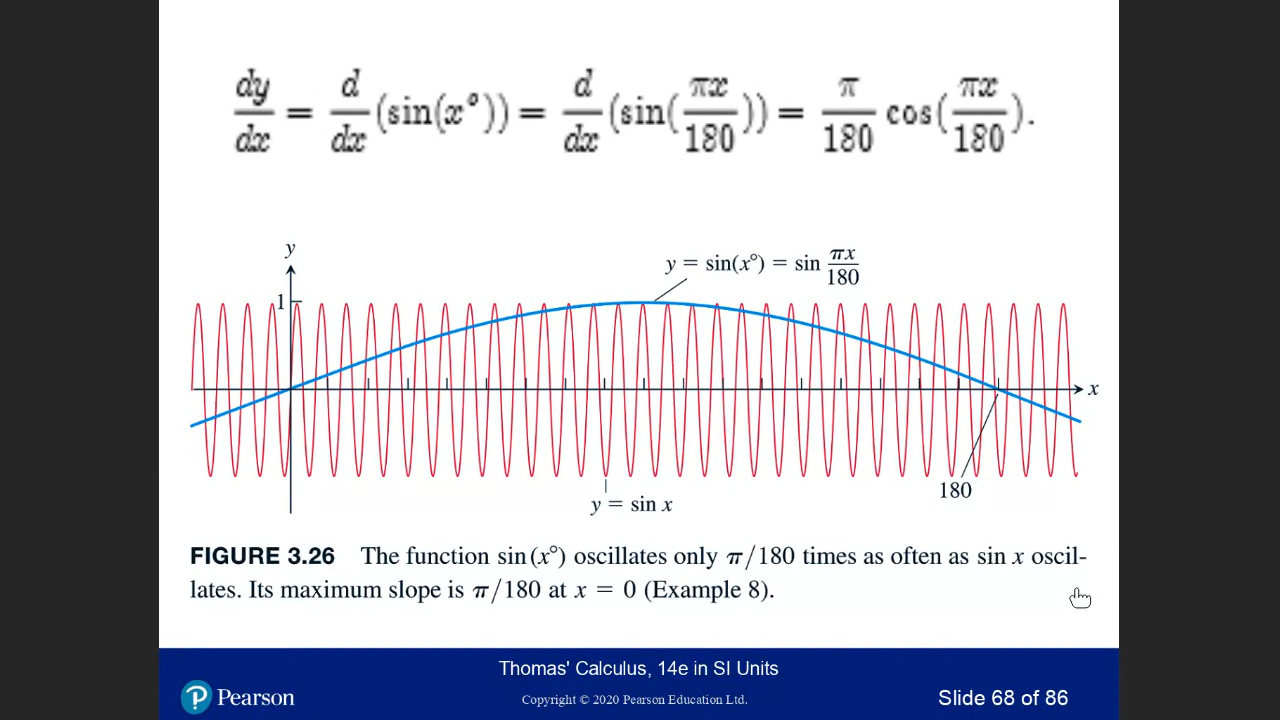 dy/dx = d/dx (sin(x°)) = d/dx (sin(πx/180)) = π/180 cos(πx/180).
y
y = sin(x°) = sin πx/180
1
x
180
y = sin x
FIGURE 3.26 The function sin(x°) oscillates only π/180 times as often as sin x oscil-
lates. Its maximum slope is π/180 at x = 0 (Example 8).
Thomas' Calculus, 14e in SI Units
P Pearson
Copyright © 2020 Pearson Education Ltd.
Slide 68 of 86